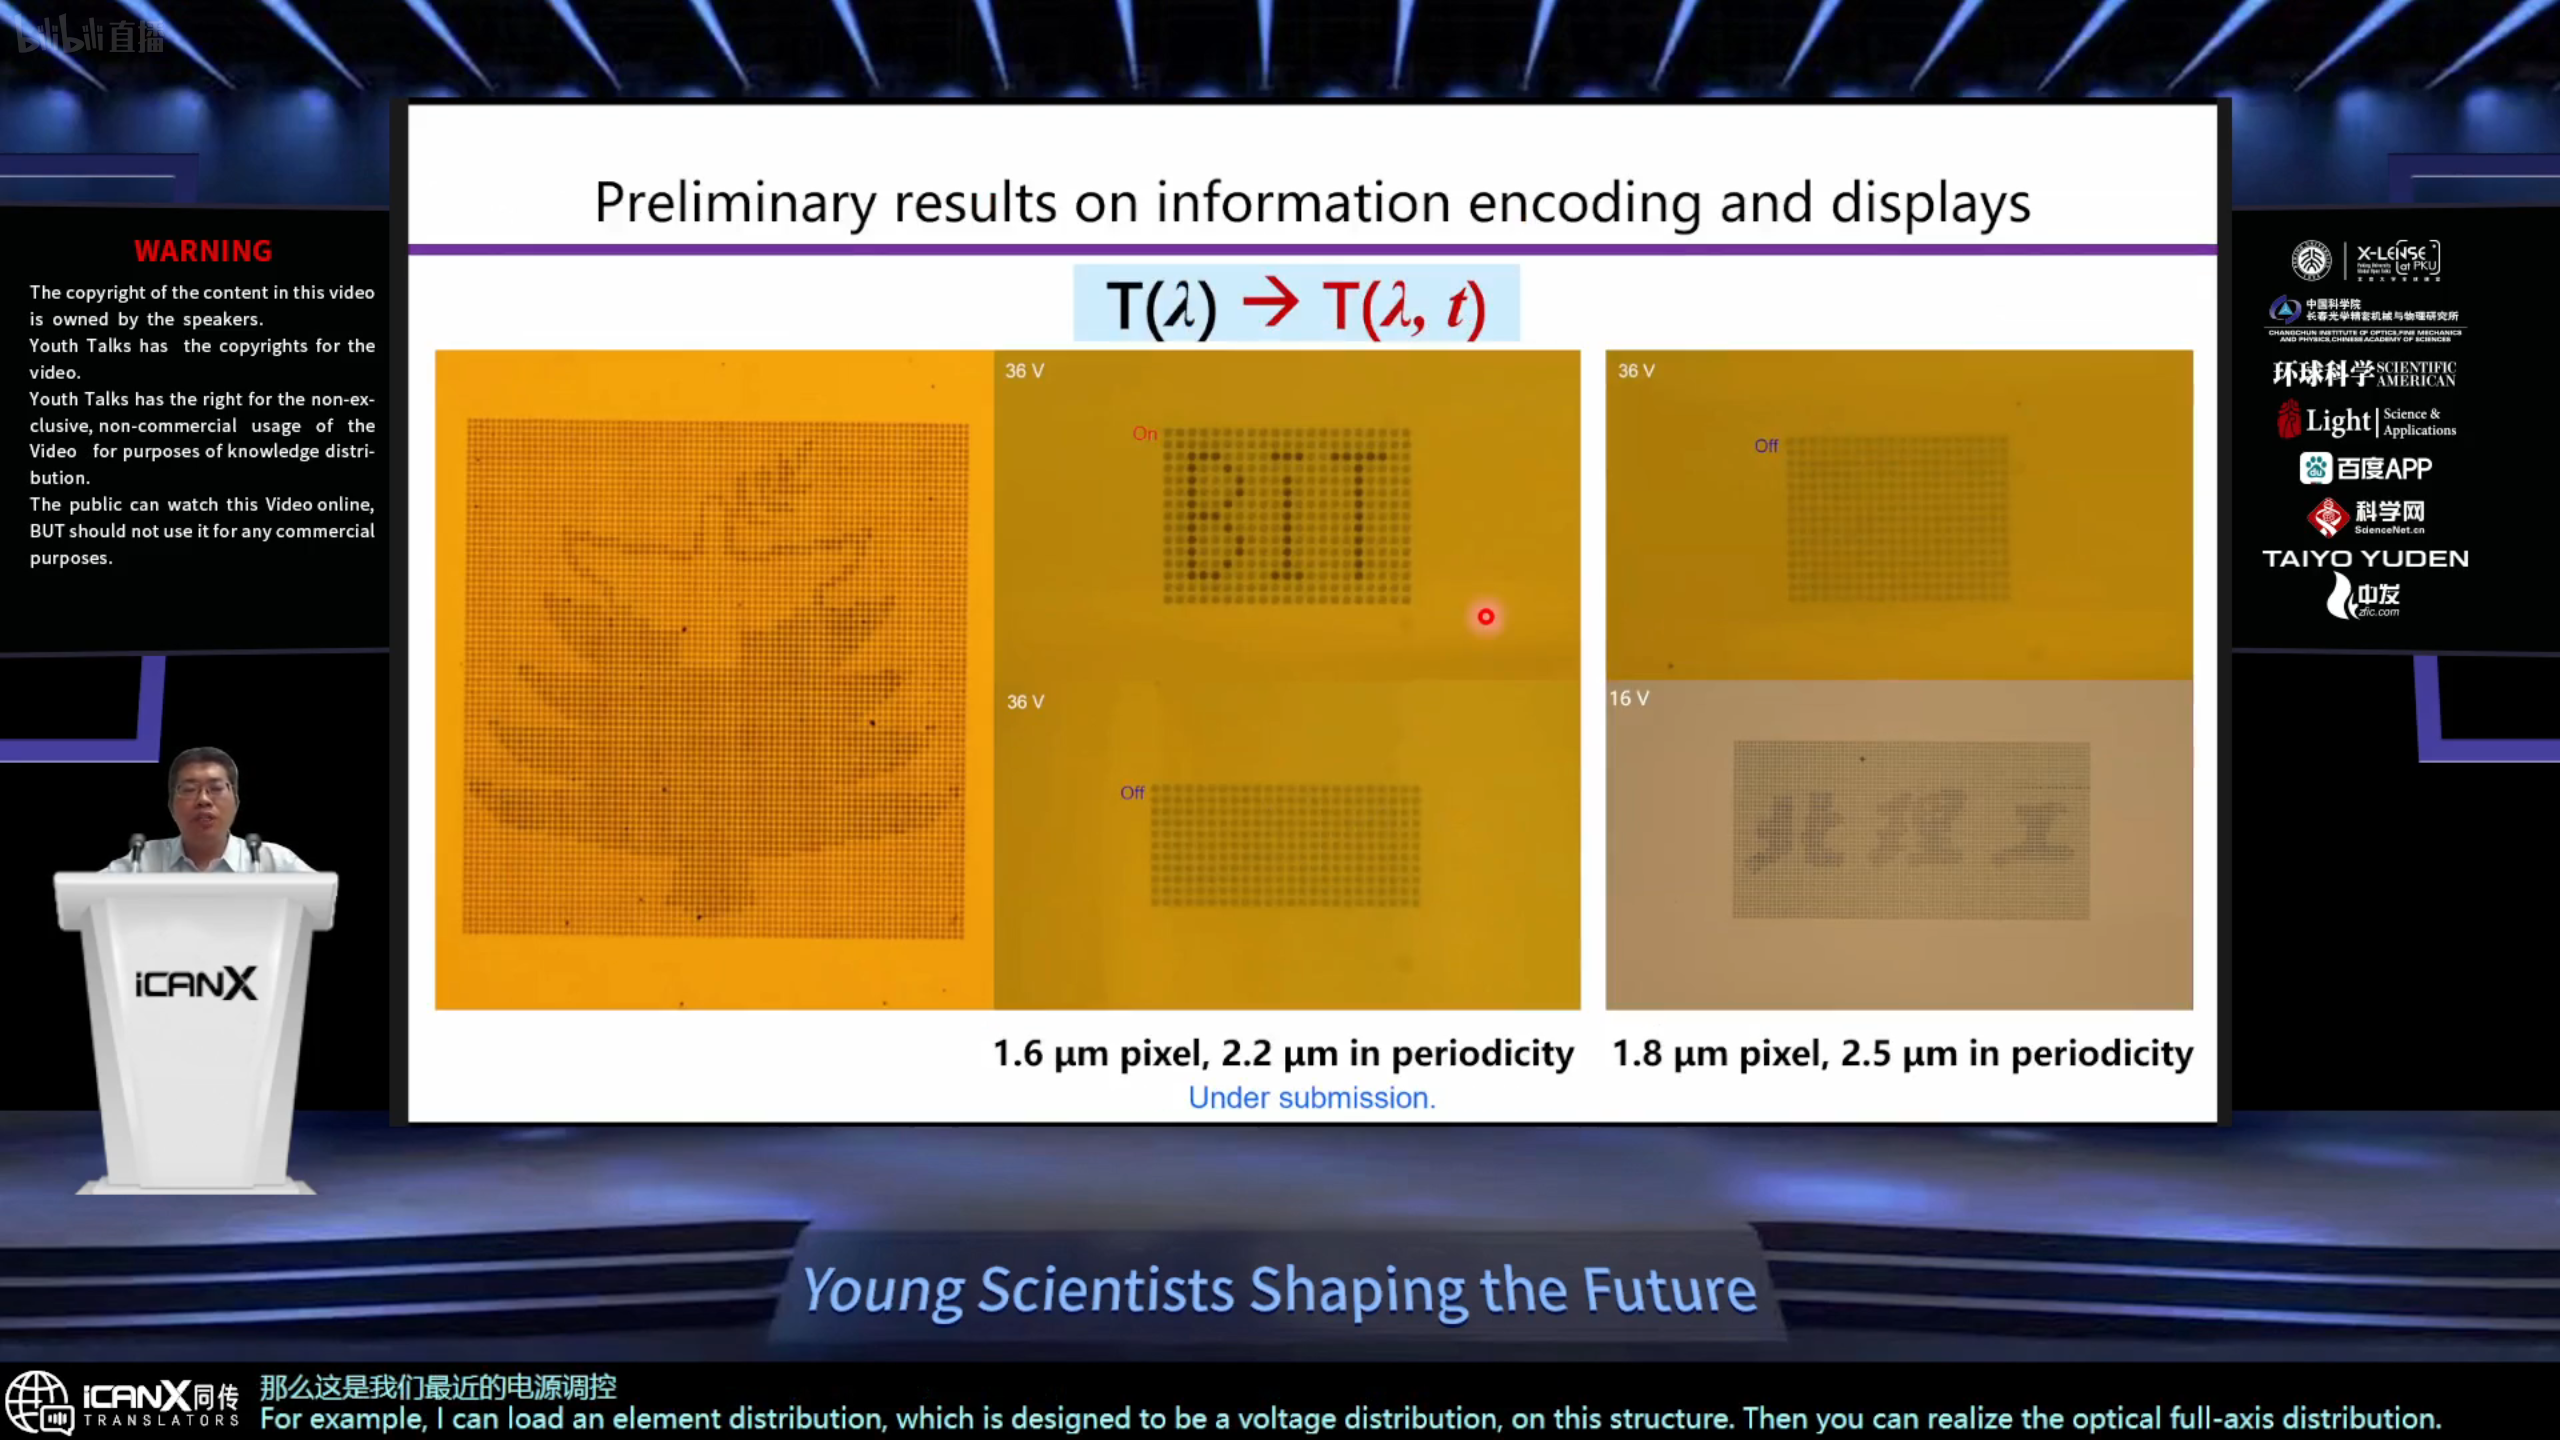 bilibili直播
WARNING
The copyright of the content in this video
is owned by the speakers.
Youth Talks has the copyrights for the
video.
Youth Talks has the right for the non-ex-
clusive, non-commercial usage of the
Video for purposes of knowledge distri-
bution.
The public can watch this Video online,
BUT should not use it for any commercial
purposes.
Preliminary results on information encoding and displays
T(λ) → T(λ, t)
36 V
On
BIT
36 V
Off
36 V
Off
16 V
北理工
1.6 μm pixel, 2.2 μm in periodicity
1.8 μm pixel, 2.5 μm in periodicity
Under submission.
X-LENSE
at PKU
中国科学院
长春光学精密机械与物理研究所
CHANGCHUN INSTITUTE OF OPTICS,FINE MECHANICS
AND PHYSICS,CHINESE ACADEMY OF SCIENCES
环球科学 SCIENTIFIC AMERICAN
Light Science & Applications
du 百度APP
科学网
ScienceNet.cn
TAIYO YUDEN
中发
zfic.com
iCANX
Young Scientists Shaping the Future
iCANX同传
TRANSLATORS
那么这是我们最近的电源调控
For example, I can load an element distribution, which is designed to be a voltage distribution, on this structure. Then you can realize the optical full-axis distribution.